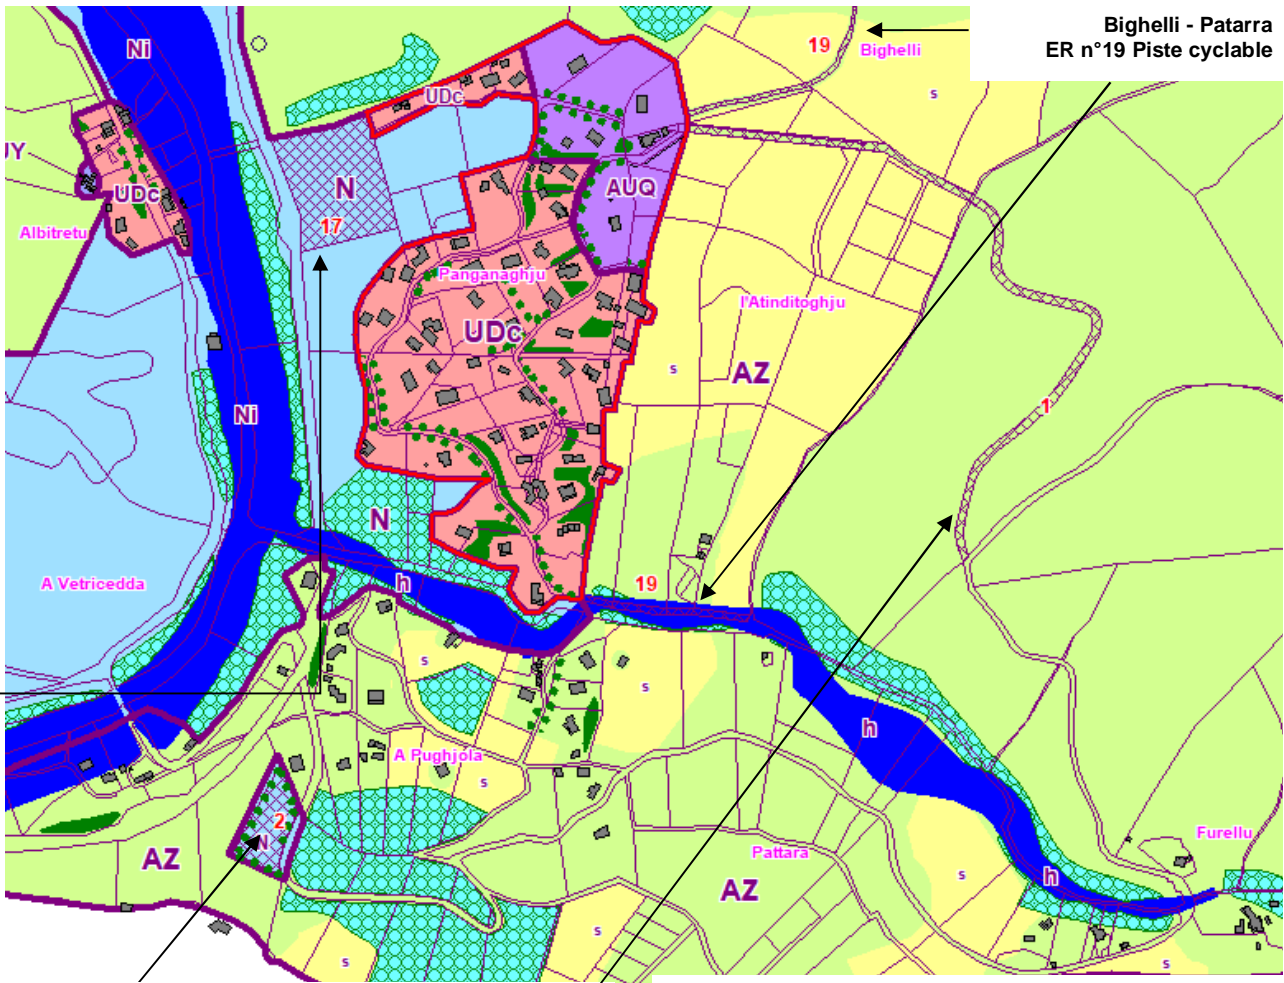 Bighelli - Patarra
ER n°19 Piste cyclable
Ni
19
Bighelli
s
UDc
UY
N
UDc
AUQ
17
Albitretu
Panganaghju
l'Atinditoghju
UDc
s
AZ
Ni
1
N
A Vetricedda
h
19
s
s
h
A Pughjola
s
2
N
Furellu
AZ
Pattara
AZ
s
h
s
s
s